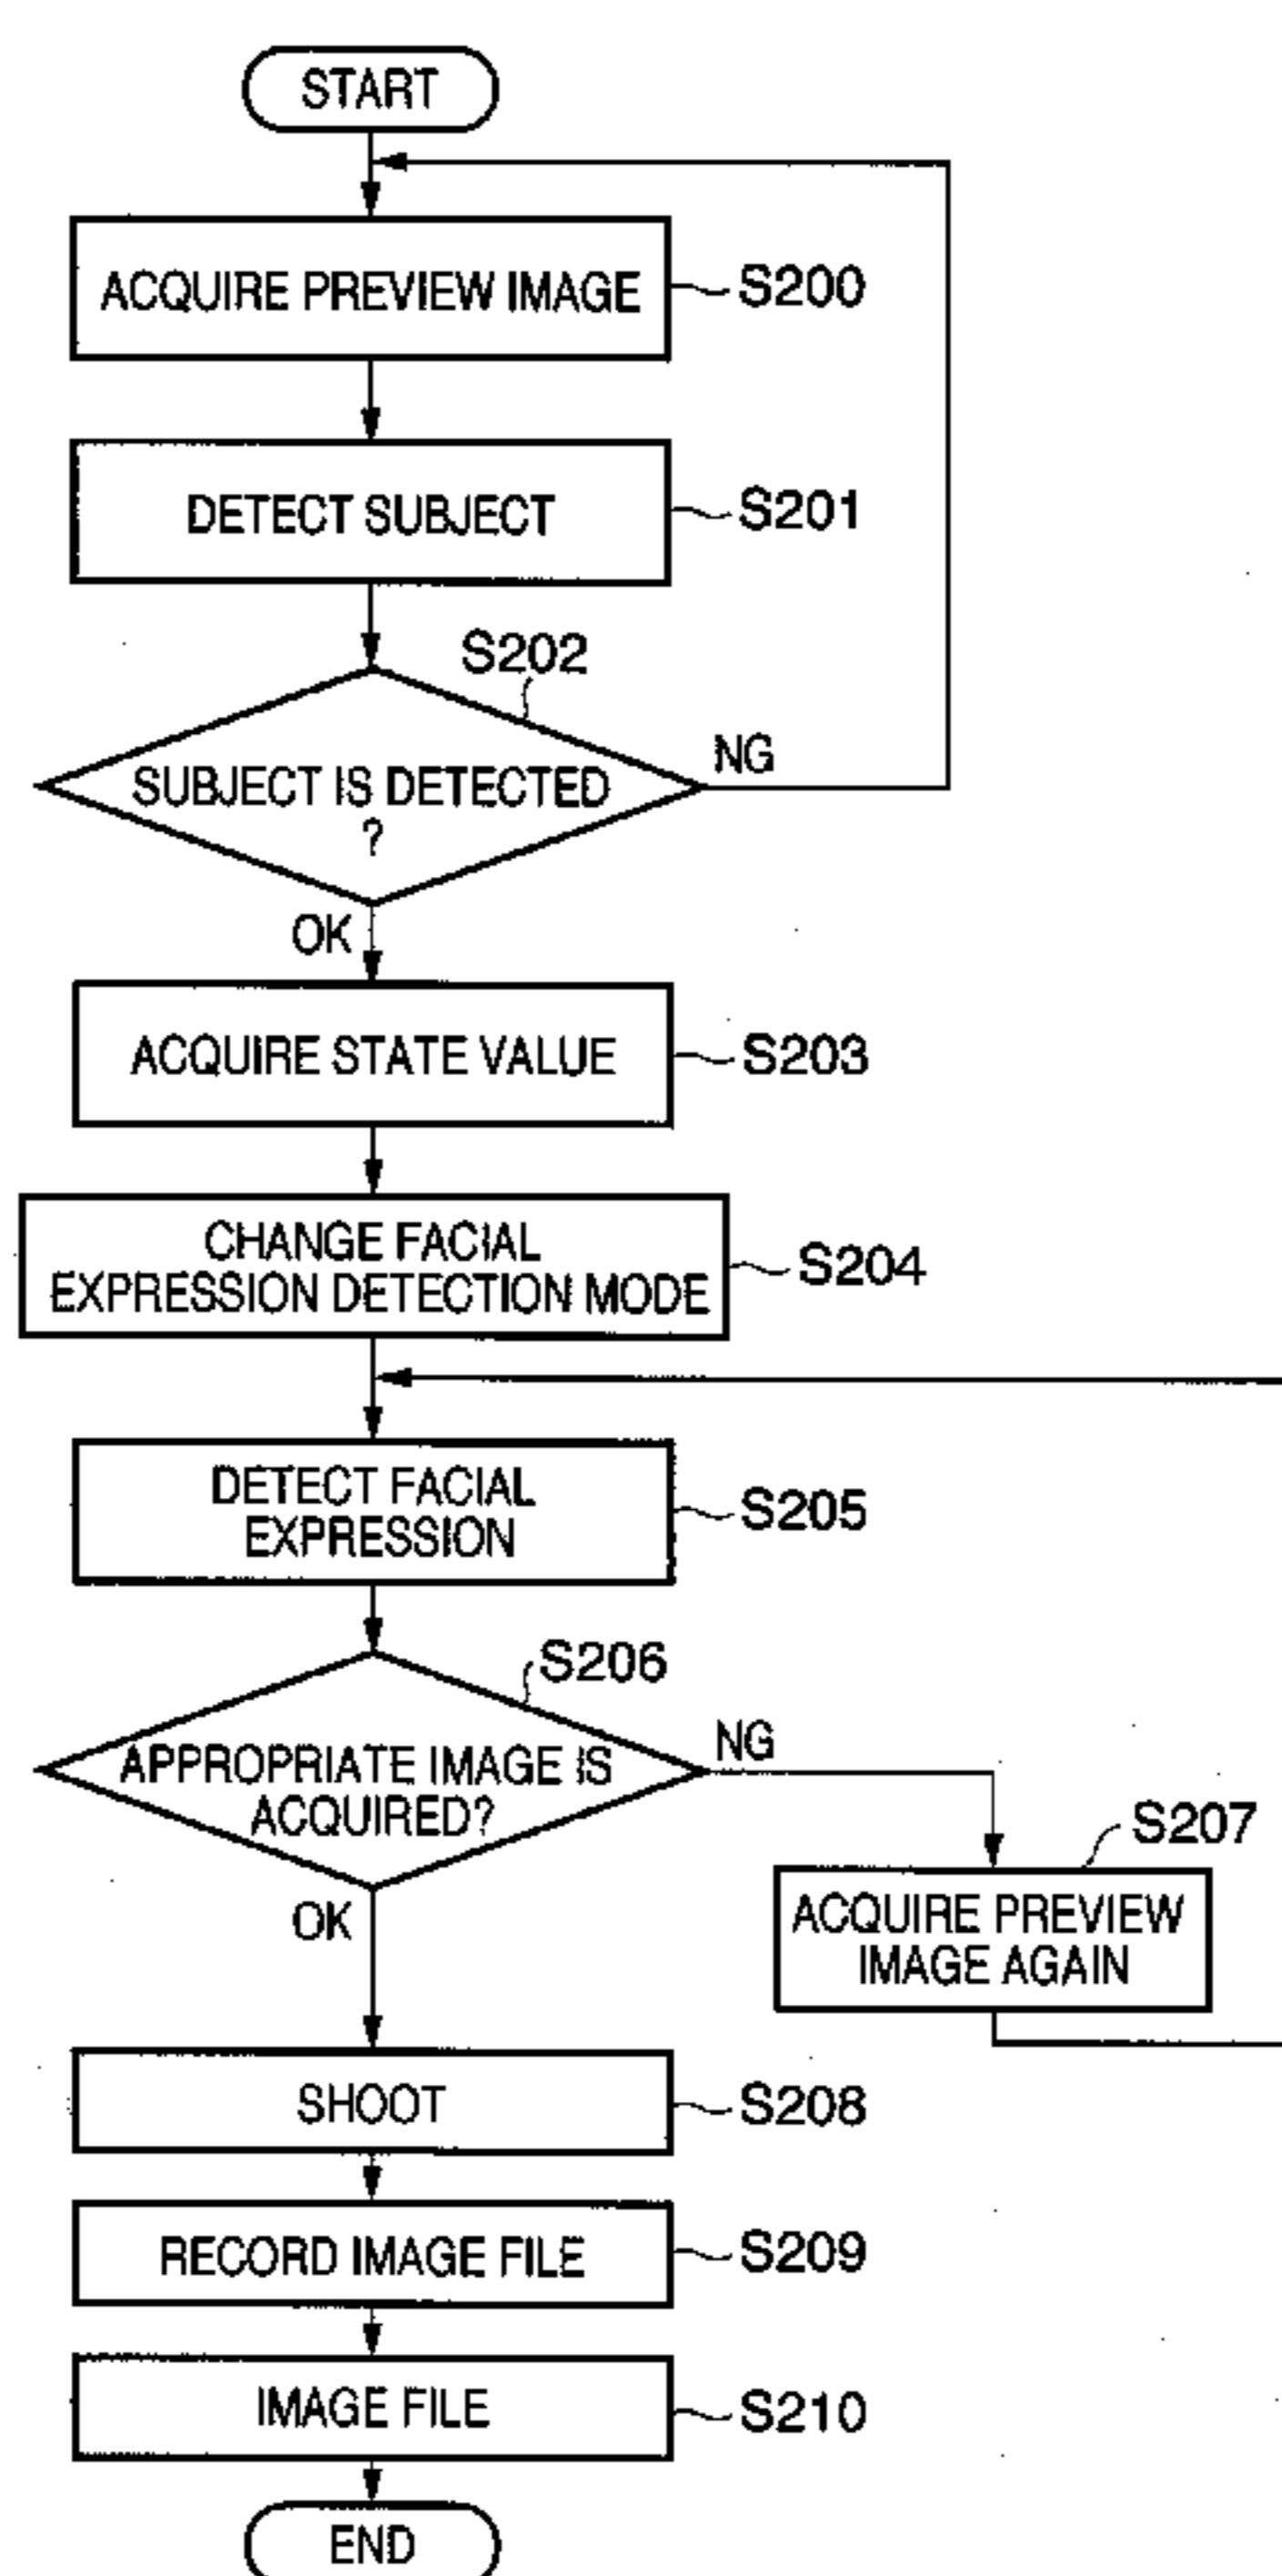 START
ACQUIRE PREVIEW IMAGE
S200
DETECT SUBJECT
S201
S202
SUBJECT IS DETECTED
?
NG
OK
ACQUIRE STATE VALUE
S203
CHANGE FACIAL
EXPRESSION DETECTION MODE
S204
DETECT FACIAL
EXPRESSION
S205
S206
APPROPRIATE IMAGE IS
ACQUIRED?
NG
S207
ACQUIRE PREVIEW
IMAGE AGAIN
OK
SHOOT
S208
RECORD IMAGE FILE
S209
IMAGE FILE
S210
END